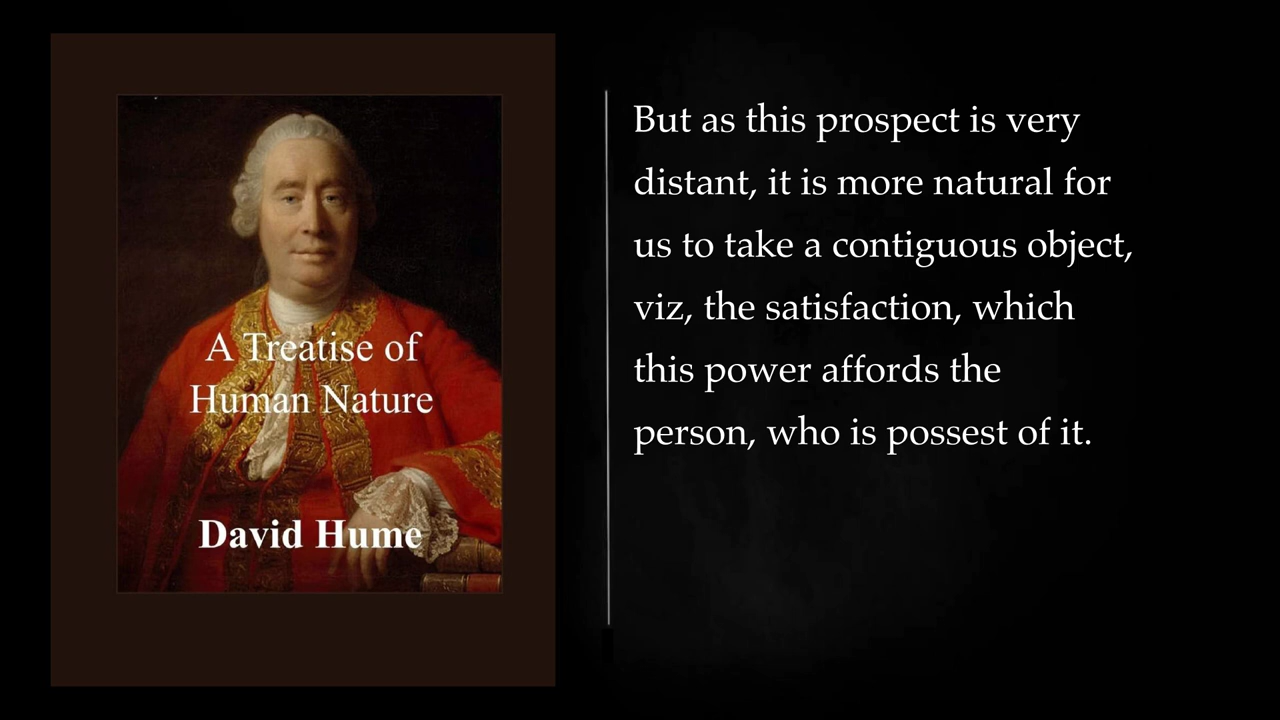 A Treatise of
Human Nature
David Hume
But as this prospect is very
distant, it is more natural for
us to take a contiguous object,
viz, the satisfaction, which
this power affords the
person, who is possest of it.